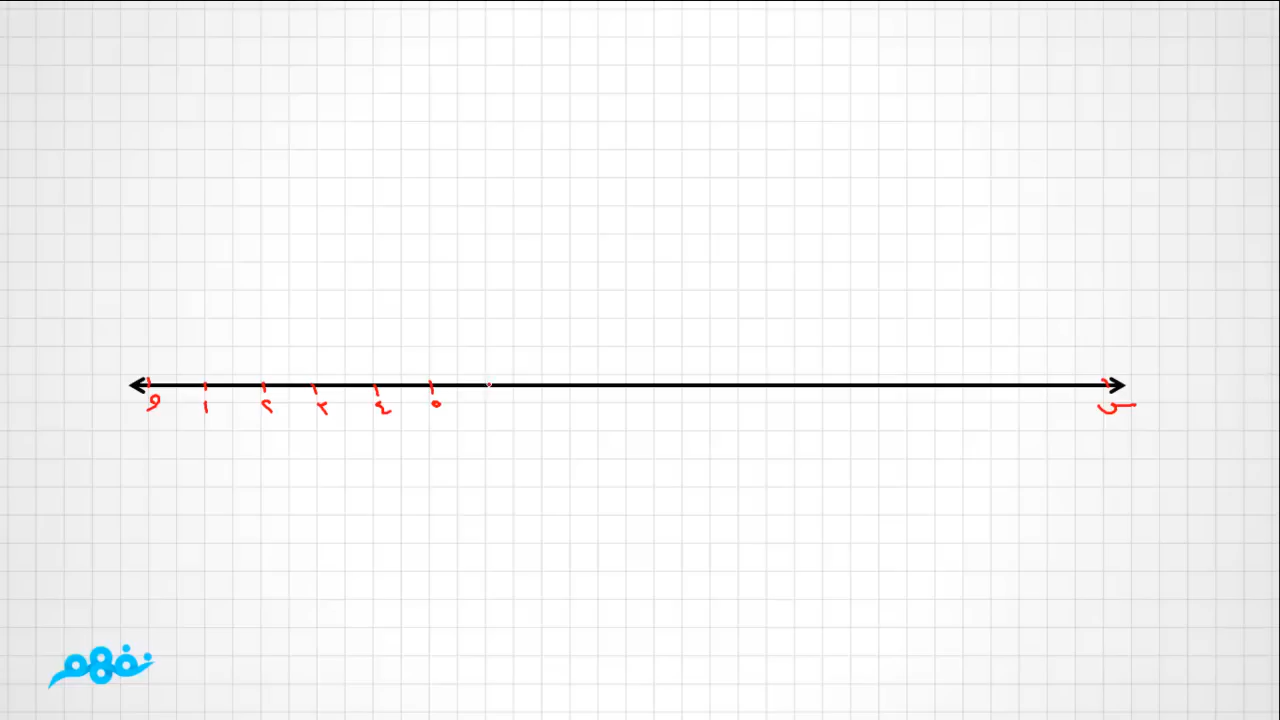 و ١ ٢ ٣ ٤ ٥ س
نفهم